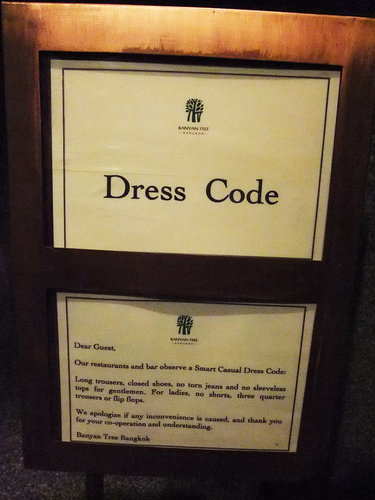 BANYAN TREE
BANGKOK
Dress Code
BANYAN TREE
BANGKOK
Dear Guest,
Our restaurants and bar observe a Smart Casual Dress Code:
Long trousers, closed shoes, no torn jeans and no sleeveless
tops for gentlemen. For ladies, no shorts, three quarter
trousers or flip flops.
We apologize if any inconvenience is caused, and thank you
for your co-operation and understanding.
Banyan Tree Bangkok